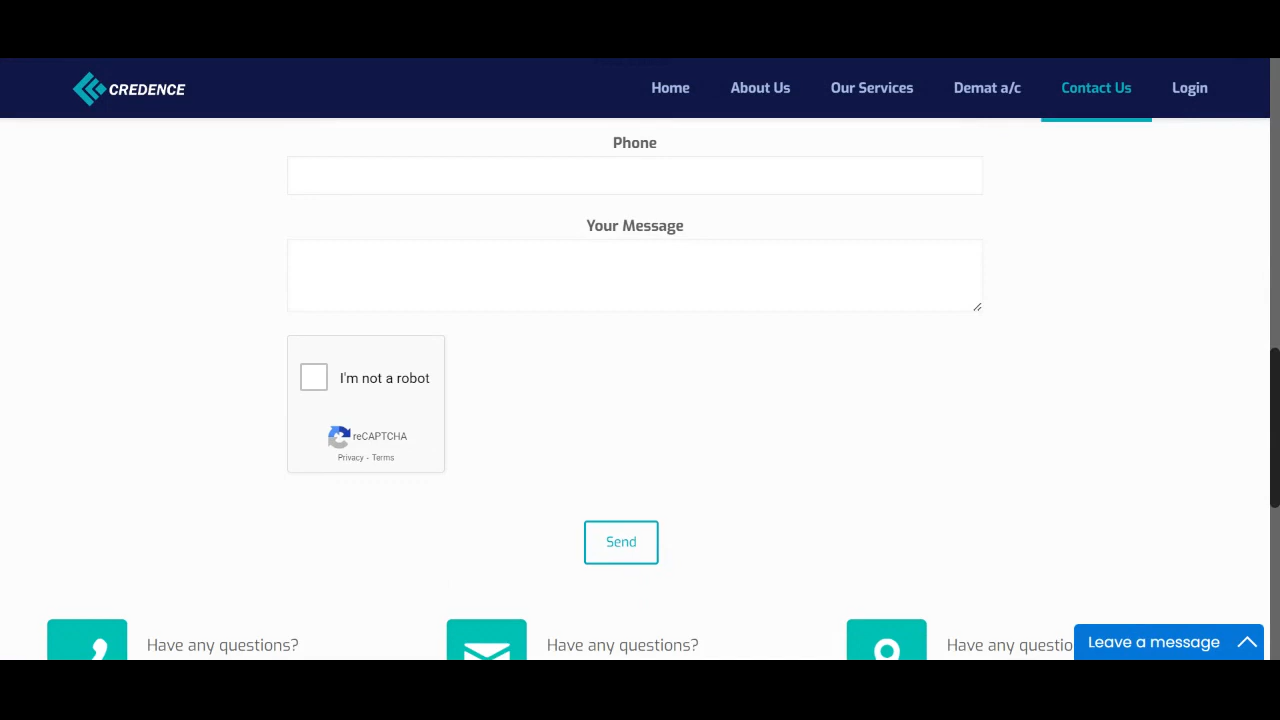 CREDENCE
Home About Us Our Services Demat a/c Contact Us Login
Phone
Your Message
I'm not a robot
reCAPTCHA
Privacy - Terms
Send
Have any questions? Have any questions? Have any questio
Leave a message